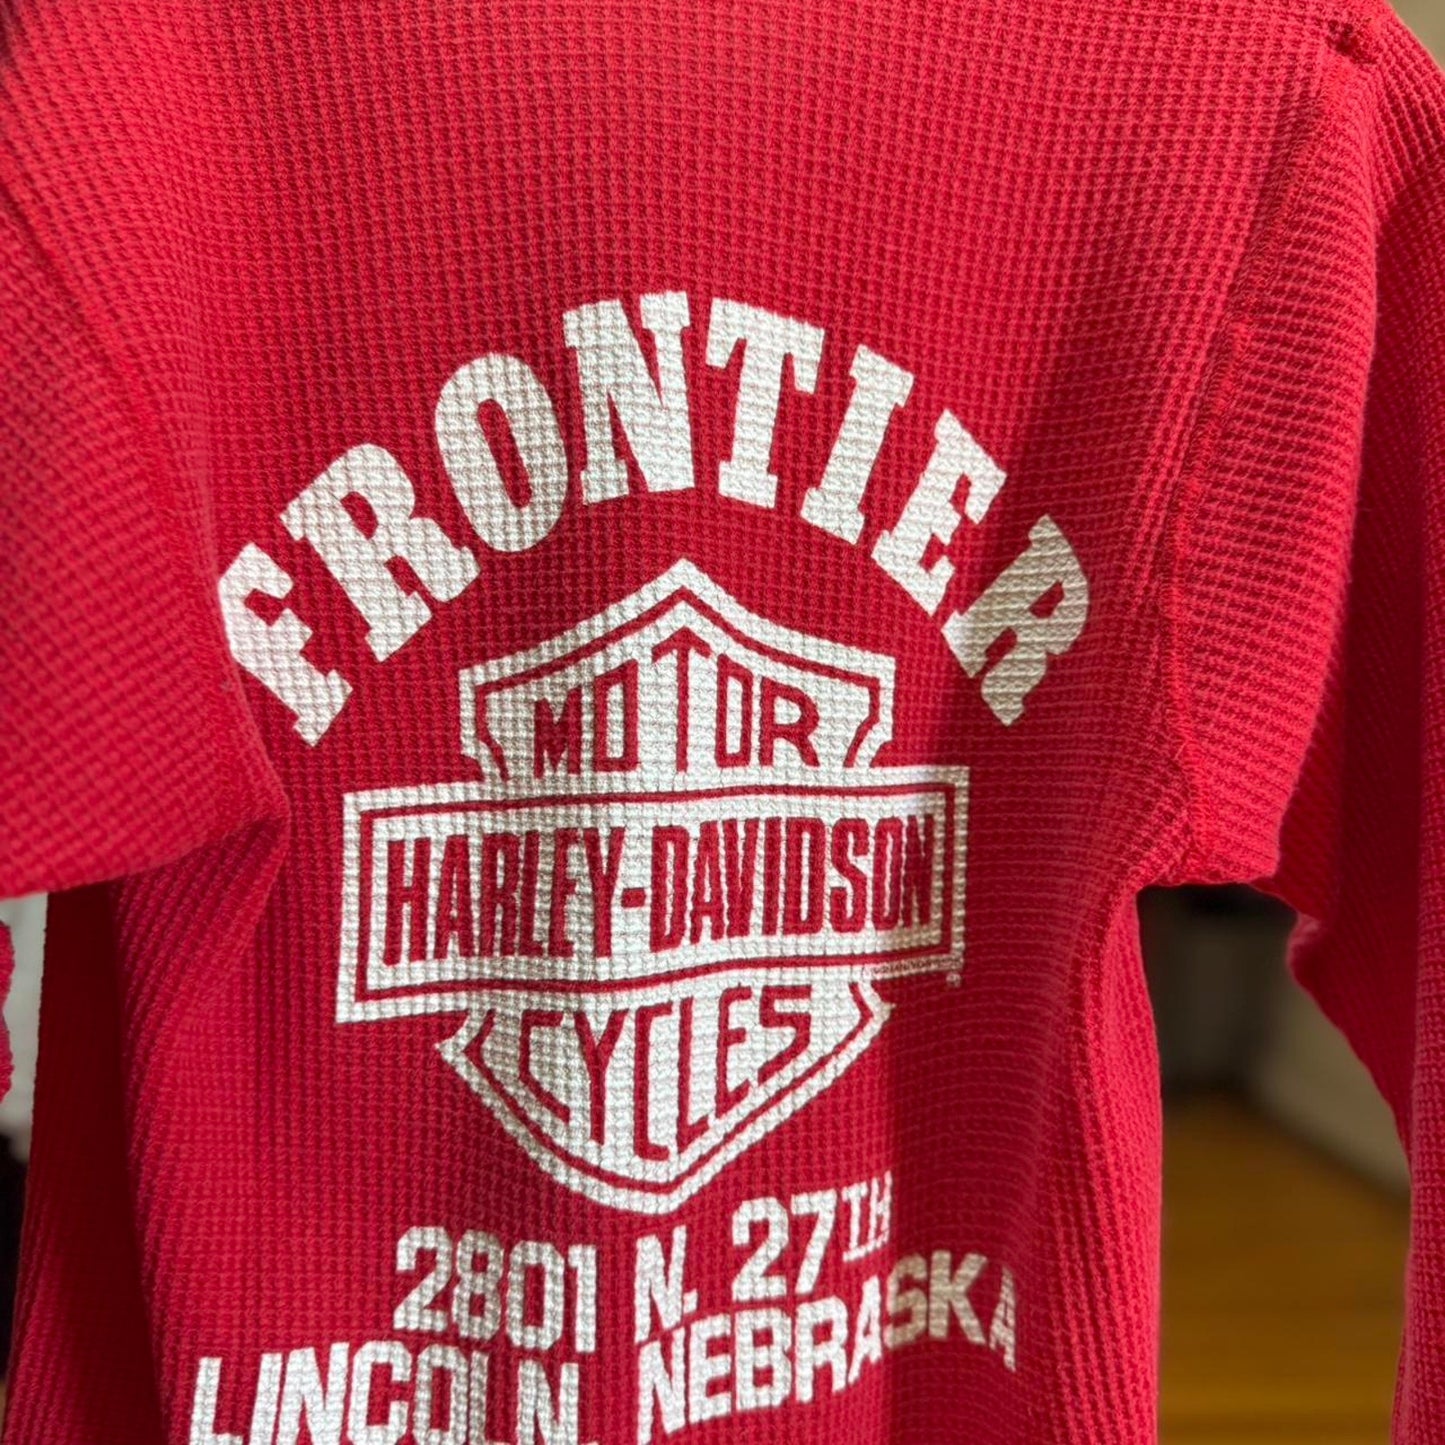 FRONTIER
MOTOR
HARLEY-DAVIDSON
CYCLES
2801 N. 27TH
LINCOLN, NEBRASKA